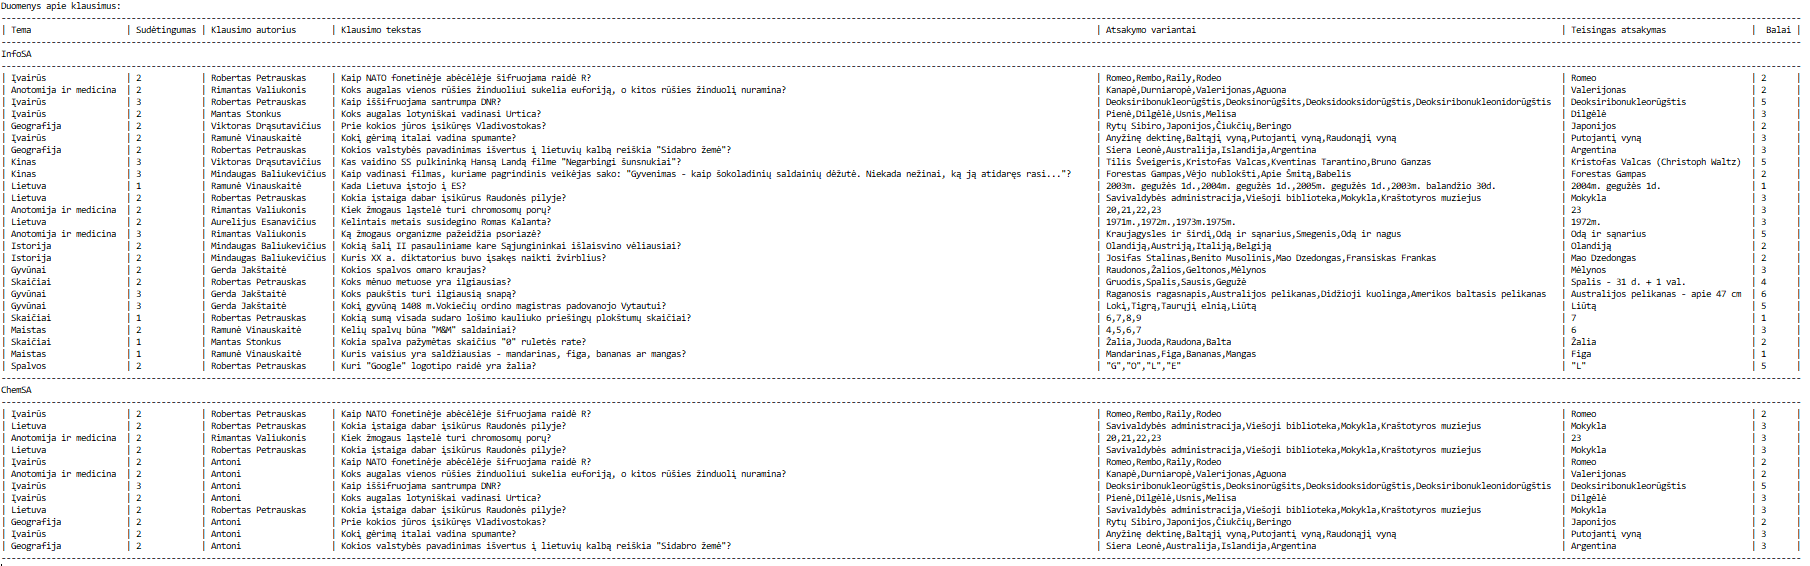 Duomenys apie klausimus:
| Tema | Sudėtingumas | Klausimo autorius | Klausimo tekstas | Atsakymo variantai | Teisingas atsakymas | Balai |
InfoSA
| Įvairūs | 2 | Robertas Petrauskas | Kaip NATO fonetinėje abėcėlėje šifruojama raidė R? | Romeo,Rembo,Raily,Rodeo | Romeo | 2 |
| Anotomija ir medicina | 2 | Rimantas Valiukonis | Koks augalas vienos rūšies žinduoliui sukelia euforiją, o kitos rūšies žinduolį nuramina? | Kanapė,Durniaropė,Valerijonas,Aguona | Valerijonas | 2 |
| Įvairūs | 3 | Robertas Petrauskas | Kaip iššifruojama santrumpa DNR? | Deoksiribonukleorūgštis,Deoksinorūgšits,Deoksidooksidorūgštis,Deoksiribonukleonidorūgštis | Deoksiribonukleorūgštis | 5 |
| Įvairūs | 2 | Mantas Stonkus | Koks augalas lotyniškai vadinasi Urtica? | Pienė,Dilgėlė,Usnis,Melisa | Dilgėlė | 3 |
| Geografija | 2 | Viktoras Drąsutavičius | Prie kokios jūros įsikūręs Vladivostokas? | Rytų Sibiro,Japonijos,Čiukčių,Beringo | Japonijos | 2 |
| Įvairūs | 2 | Ramunė Vinauskaitė | Kokį gėrimą italai vadina spumante? | Anyžinę dektinę,Baltąjį vyną,Putojantį vyną,Raudonąjį vyną | Putojantį vyną | 3 |
| Geografija | 2 | Robertas Petrauskas | Kokios valstybės pavadinimas išvertus į lietuvių kalbą reiškia "Sidabro žemė"? | Siera Leonė,Australija,Islandija,Argentina | Argentina | 3 |
| Kinas | 3 | Viktoras Drąsutavičius | Kas vaidino SS pulkininką Hansą Landą filme "Negarbingi šunsnukiai"? | Tilis Šveigeris,Kristofas Valcas,Kventinas Tarantino,Bruno Ganzas | Kristofas Valcas (Christoph Waltz) | 5 |
| Kinas | 3 | Mindaugas Baliukevičius | Kaip vadinasi filmas, kuriame pagrindinis veikėjas sako: "Gyvenimas - kaip šokoladinių saldainių dėžutė. Niekada nežinai, ką ją atidaręs rasi..."? | Forestas Gampas,Vėjo nublokšti,Apie Šmitą,Babelis | Forestas Gampas | 2 |
| Lietuva | 1 | Ramunė Vinauskaitė | Kada Lietuva įstojo į ES? | 2003m. gegužės 1d.,2004m. gegužės 1d.,2005m. gegužės 1d.,2003m. balandžio 30d. | 2004m. gegužės 1d. | 1 |
| Lietuva | 2 | Robertas Petrauskas | Kokia įstaiga dabar įsikūrus Raudonės pilyje? | Savivaldybės administracija,Viešoji biblioteka,Mokykla,Kraštotyros muziejus | Mokykla | 3 |
| Anotomija ir medicina | 2 | Rimantas Valiukonis | Kiek žmogaus ląstelė turi chromosomų porų? | 20,21,22,23 | 23 | 3 |
| Lietuva | 2 | Aurelijus Esanavičius | Kelintais metais susidegino Romas Kalanta? | 1971m.,1972m.,1973m.1975m. | 1972m. | 3 |
| Anotomija ir medicina | 3 | Rimantas Valiukonis | Ką žmogaus organizme pažeidžia psoriazė? | Kraujagysles ir širdį,Odą ir sąnarius,Smegenis,Odą ir nagus | Odą ir sąnarius | 5 |
| Istorija | 2 | Mindaugas Baliukevičius | Kokią šalį II pasauliniame kare Sąjungininkai išlaisvino vėliausiai? | Olandiją,Austriją,Italiją,Belgiją | Olandiją | 2 |
| Istorija | 2 | Mindaugas Baliukevičius | Kuris XX a. diktatorius buvo įsakęs naikti žvirblius? | Josifas Stalinas,Benito Musolinis,Mao Dzedongas,Fransiskas Frankas | Mao Dzedongas | 2 |
| Gyvūnai | 2 | Gerda Jakštaitė | Kokios spalvos omaro kraujas? | Raudonos,Žalios,Geltonos,Mėlynos | Mėlynos | 3 |
| Skaičiai | 2 | Robertas Petrauskas | Koks mėnuo metuose yra ilgiausias? | Gruodis,Spalis,Sausis,Gegužė | Spalis - 31 d. + 1 val. | 4 |
| Gyvūnai | 3 | Gerda Jakštaitė | Koks paukštis turi ilgiausią snapą? | Raganosis ragasnapis,Australijos pelikanas,Didžioji kuolinga,Amerikos baltasis pelikanas | Australijos pelikanas - apie 47 cm | 6 |
| Gyvūnai | 3 | Gerda Jakštaitė | Kokį gyvūną 1408 m.Vokiečių ordino magistras padovanojo Vytautui? | Lokį,Tigrą,Taurųjį elnią,Liūtą | Liūtą | 5 |
| Skaičiai | 1 | Robertas Petrauskas | Kokią sumą visada sudaro lošimo kauliuko priešingų plokštumų skaičiai? | 6,7,8,9 | 7 | 1 |
| Maistas | 2 | Ramunė Vinauskaitė | Kelių spalvų būna "M&M" saldainiai? | 4,5,6,7 | 6 | 3 |
| Skaičiai | 1 | Mantas Stonkus | Kokia spalva pažymėtas skaičius "0" ruletės rate? | Žalia,Juoda,Raudona,Balta | Žalia | 2 |
| Maistas | 1 | Ramunė Vinauskaitė | Kuris vaisius yra saldžiausias - mandarinas, figa, bananas ar mangas? | Mandarinas,Figa,Bananas,Mangas | Figa | 1 |
| Spalvos | 2 | Robertas Petrauskas | Kuri "Google" logotipo raidė yra žalia? | "G","O","L","E" | "L" | 5 |
ChemSA
| Įvairūs | 2 | Robertas Petrauskas | Kaip NATO fonetinėje abėcėlėje šifruojama raidė R? | Romeo,Rembo,Raily,Rodeo | Romeo | 2 |
| Lietuva | 2 | Robertas Petrauskas | Kokia įstaiga dabar įsikūrus Raudonės pilyje? | Savivaldybės administracija,Viešoji biblioteka,Mokykla,Kraštotyros muziejus | Mokykla | 3 |
| Anotomija ir medicina | 2 | Rimantas Valiukonis | Kiek žmogaus ląstelė turi chromosomų porų? | 20,21,22,23 | 23 | 3 |
| Lietuva | 2 | Robertas Petrauskas | Kokia įstaiga dabar įsikūrus Raudonės pilyje? | Savivaldybės administracija,Viešoji biblioteka,Mokykla,Kraštotyros muziejus | Mokykla | 3 |
| Įvairūs | 2 | Antoni | Kaip NATO fonetinėje abėcėlėje šifruojama raidė R? | Romeo,Rembo,Raily,Rodeo | Romeo | 2 |
| Anotomija ir medicina | 2 | Antoni | Koks augalas vienos rūšies žinduoliui sukelia euforiją, o kitos rūšies žinduolį nuramina? | Kanapė,Durniaropė,Valerijonas,Aguona | Valerijonas | 2 |
| Įvairūs | 3 | Antoni | Kaip iššifruojama santrumpa DNR? | Deoksiribonukleorūgštis,Deoksinorūgšits,Deoksidooksidorūgštis,Deoksiribonukleonidorūgštis | Deoksiribonukleorūgštis | 5 |
| Įvairūs | 2 | Antoni | Koks augalas lotyniškai vadinasi Urtica? | Pienė,Dilgėlė,Usnis,Melisa | Dilgėlė | 3 |
| Lietuva | 2 | Robertas Petrauskas | Kokia įstaiga dabar įsikūrus Raudonės pilyje? | Savivaldybės administracija,Viešoji biblioteka,Mokykla,Kraštotyros muziejus | Mokykla | 3 |
| Geografija | 2 | Antoni | Prie kokios jūros įsikūręs Vladivostokas? | Rytų Sibiro,Japonijos,Čiukčių,Beringo | Japonijos | 2 |
| Įvairūs | 2 | Antoni | Kokį gėrimą italai vadina spumante? | Anyžinę dektinę,Baltąjį vyną,Putojantį vyną,Raudonąjį vyną | Putojantį vyną | 3 |
| Geografija | 2 | Antoni | Kokios valstybės pavadinimas išvertus į lietuvių kalbą reiškia "Sidabro žemė"? | Siera Leonė,Australija,Islandija,Argentina | Argentina | 3 |